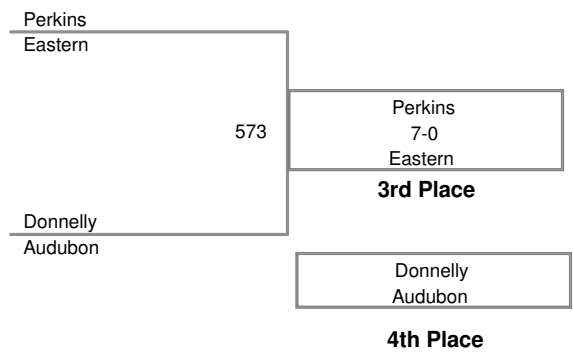 Perkins
Eastern
573
Perkins
7-0
Eastern
3rd Place
Donnelly
Audubon
Donnelly
Audubon
4th Place